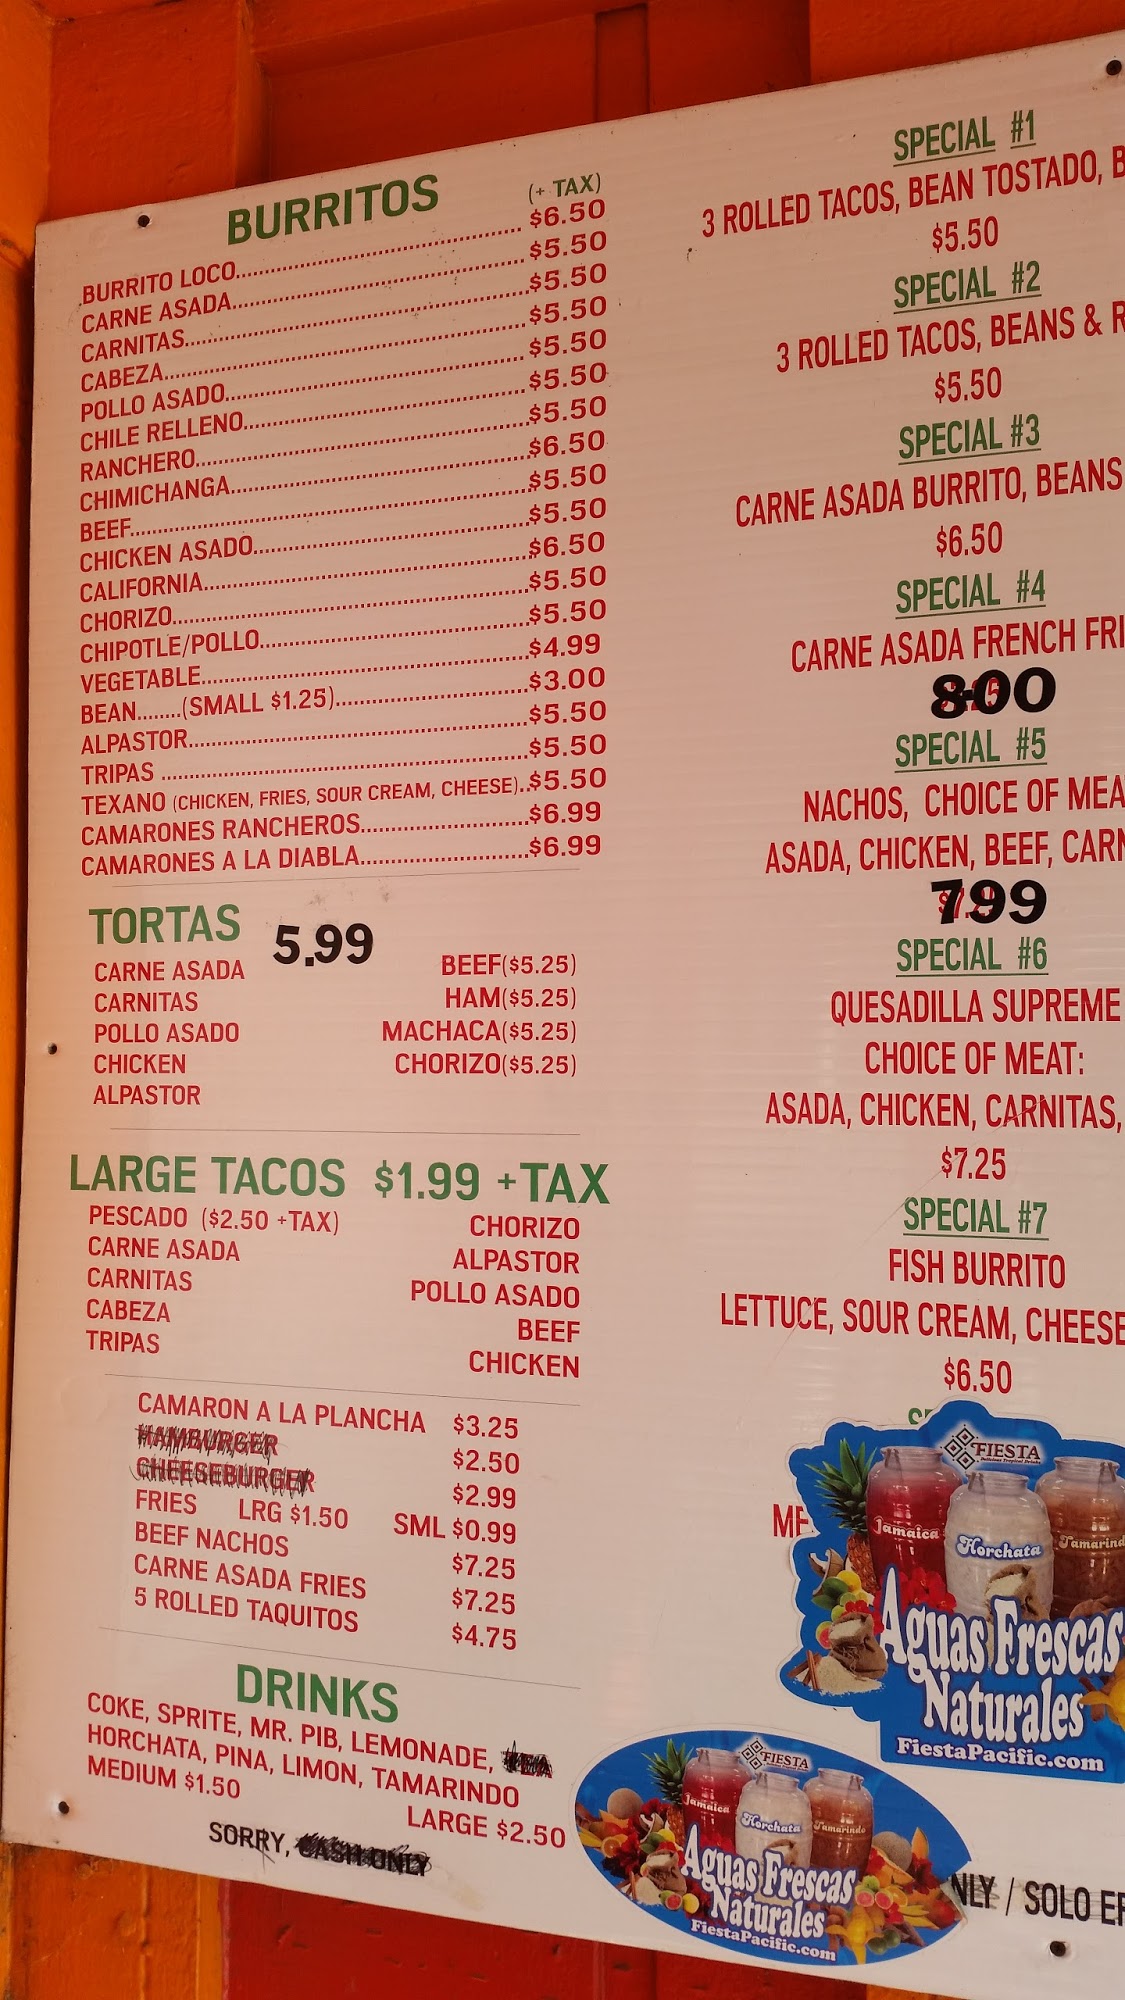 BURRITOS (+ TAX)
BURRITO LOCO........ $6.50
CARNE ASADA........ $5.50
CARNITAS........ $5.50
CABEZA........ $5.50
POLLO ASADO........ $5.50
CHILE RELLENO........ $5.50
RANCHERO........ $5.50
CHIMICHANGA........ $6.50
BEEF........ $5.50
CHICKEN ASADO........ $5.50
CALIFORNIA........ $6.50
CHORIZO........ $5.50
CHIPOTLE/POLLO........ $5.50
VEGETABLE........ $4.99
BEAN........(SMALL $1.25)........ $3.00
ALPASTOR........ $5.50
TRIPAS ........ $5.50
TEXANO (CHICKEN, FRIES, SOUR CREAM, CHEESE)..$5.50
CAMARONES RANCHEROS........ $6.99
CAMARONES A LA DIABLA........ $6.99
TORTAS 5.99
CARNE ASADA BEEF($5.25)
CARNITAS HAM($5.25)
POLLO ASADO MACHACA($5.25)
CHICKEN CHORIZO($5.25)
ALPASTOR
LARGE TACOS $1.99 +TAX
PESCADO ($2.50 +TAX) CHORIZO
CARNE ASADA ALPASTOR
CARNITAS POLLO ASADO
CABEZA BEEF
TRIPAS CHICKEN
CAMARON A LA PLANCHA $3.25
HAMBURGER $2.50
CHEESEBURGER $2.99
FRIES LRG $1.50 SML $0.99
BEEF NACHOS $7.25
CARNE ASADA FRIES $7.25
5 ROLLED TAQUITOS $4.75
DRINKS
COKE, SPRITE, MR. PIB, LEMONADE,
HORCHATA, PINA, LIMON, TAMARINDO
MEDIUM $1.50 LARGE $2.50
SORRY, CASH ONLY
SPECIAL #1
3 ROLLED TACOS, BEAN TOSTADO, B
$5.50
SPECIAL #2
3 ROLLED TACOS, BEANS & R
$5.50
SPECIAL #3
CARNE ASADA BURRITO, BEANS
$6.50
SPECIAL #4
CARNE ASADA FRENCH FRI
800
SPECIAL #5
NACHOS, CHOICE OF MEA
ASADA, CHICKEN, BEEF, CARN
799
SPECIAL #6
QUESADILLA SUPREME
CHOICE OF MEAT:
ASADA, CHICKEN, CARNITAS,
$7.25
SPECIAL #7
FISH BURRITO
LETTUCE, SOUR CREAM, CHEESE
$6.50
ME
FIESTA
Delicious Tropical Drinks
Jamaica
Horchata
Tamarind
Aguas Frescas
Naturales
FiestaPacific.com
FIESTA
Jamaica
Horchata
Tamarindo
Aguas Frescas
Naturales
FiestaPacific.com
NLY / SOLO EF